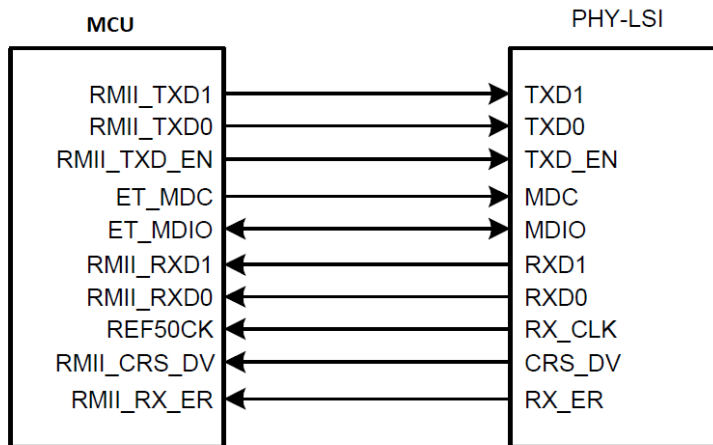 MCU PHY-LSI
RMII_TXD1 TXD1
RMII_TXD0 TXD0
RMII_TXD_EN TXD_EN
ET_MDC MDC
ET_MDIO MDIO
RMII_RXD1 RXD1
RMII_RXD0 RXD0
REF50CK RX_CLK
RMII_CRS_DV CRS_DV
RMII_RX_ER RX_ER